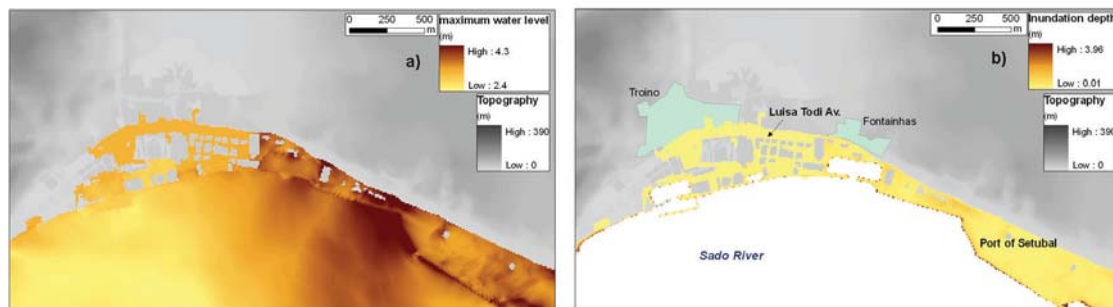 0 250 500
m
maximum water level
(m)
High : 4.3
Low : 2.4
a)
Topography
(m)
High : 390
Low : 0
0 250 500
m
Inundation depth
(m)
High : 3.96
Low : 0.01
b)
Topography
(m)
High : 390
Low : 0
Troino
Luisa Todi Av.
Fontainhas
Port of Setubal
Sado River